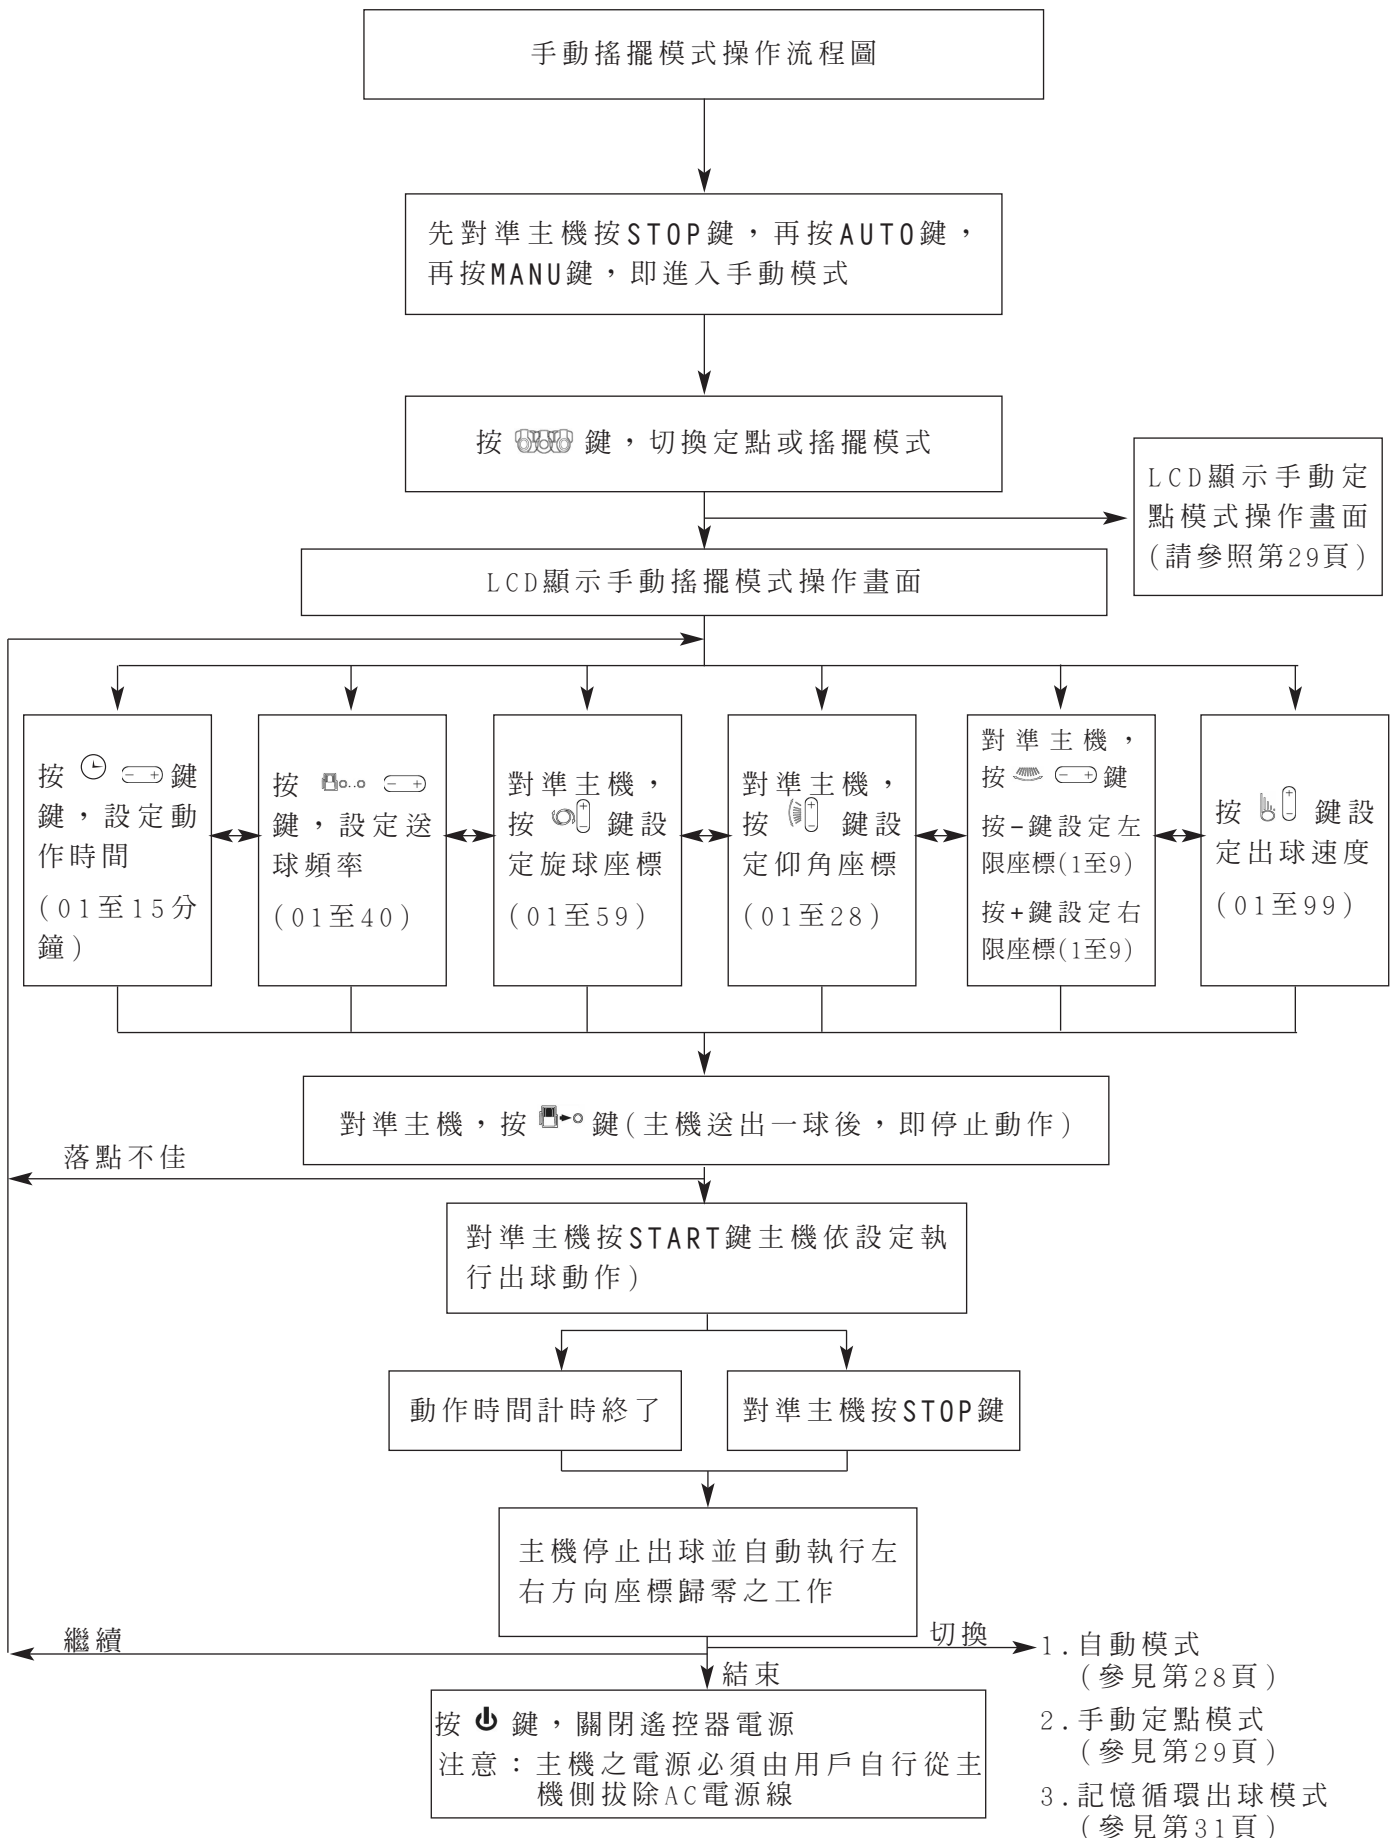 手動搖擺模式操作流程圖
先對準主機按STOP鍵，再按AUTO鍵，
再按MANU鍵，即進入手動模式
按 鍵，切換定點或搖擺模式
LCD顯示手動定
點模式操作畫面
(請參照第29頁)
LCD顯示手動搖擺模式操作畫面
按 − + 鍵
鍵，設定動
作時間
(01至15分
鐘)
按 − +
鍵，設定送
球頻率
(01至40)
對準主機，
按 + − 鍵設
定旋球座標
(01至59)
對準主機，
按 + − 鍵設
定仰角座標
(01至28)
對準主機，
按 − + 鍵
按−鍵設定左
限座標(1至9)
按+鍵設定右
限座標(1至9)
按 + − 鍵設
定出球速度
(01至99)
對準主機，按 鍵(主機送出一球後，即停止動作)
落點不佳
對準主機按START鍵主機依設定執
行出球動作)
動作時間計時終了
對準主機按STOP鍵
主機停止出球並自動執行左
右方向座標歸零之工作
繼續
切換
結束
1.自動模式
(參見第28頁)
2.手動定點模式
(參見第29頁)
3.記憶循環出球模式
(參見第31頁)
按 鍵，關閉遙控器電源
注意：主機之電源必須由用戶自行從主
機側拔除AC電源線